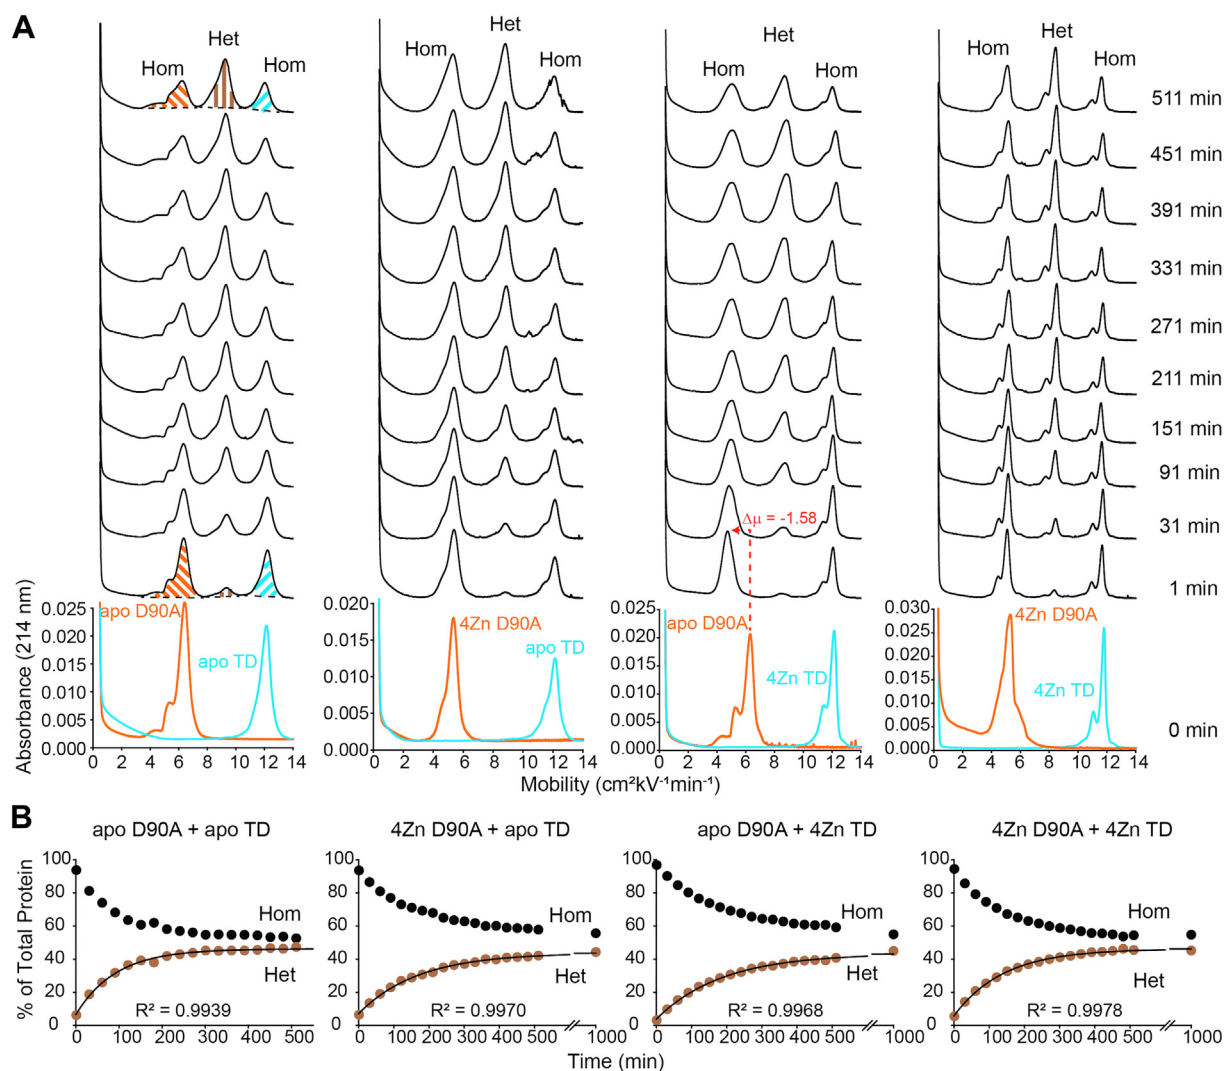 A
Hom
Het
Hom
Hom
Het
Hom
Hom
Het
Hom
Hom
Het
Hom
511 min
451 min
391 min
331 min
271 min
211 min
151 min
91 min
31 min
1 min
0 min
Δμ = -1.58
Absorbance (214 nm)
0.025
0.020
0.015
0.010
0.005
0.000
apo D90A
apo TD
0 2 4 6 8 10 12 14
0.020
0.015
0.010
0.005
0.000
4Zn D90A
apo TD
0 2 4 6 8 10 12 14
0.025
0.020
0.015
0.010
0.005
0.000
apo D90A
4Zn TD
0 2 4 6 8 10 12 14
0.030
0.025
0.020
0.015
0.010
0.005
0.000
4Zn D90A
4Zn TD
0 2 4 6 8 10 12 14
Mobility (cm²kV⁻¹min⁻¹)
B
apo D90A + apo TD
4Zn D90A + apo TD
apo D90A + 4Zn TD
4Zn D90A + 4Zn TD
% of Total Protein
100
80
60
40
20
0
Hom
Het
R² = 0.9939
0 100 200 300 400 500
100
80
60
40
20
0
Hom
Het
R² = 0.9970
0 100 200 300 400 500 1000
100
80
60
40
20
0
Hom
Het
R² = 0.9968
0 100 200 300 400 500 1000
100
80
60
40
20
0
Hom
Het
R² = 0.9978
0 100 200 300 400 500 1000
Time (min)